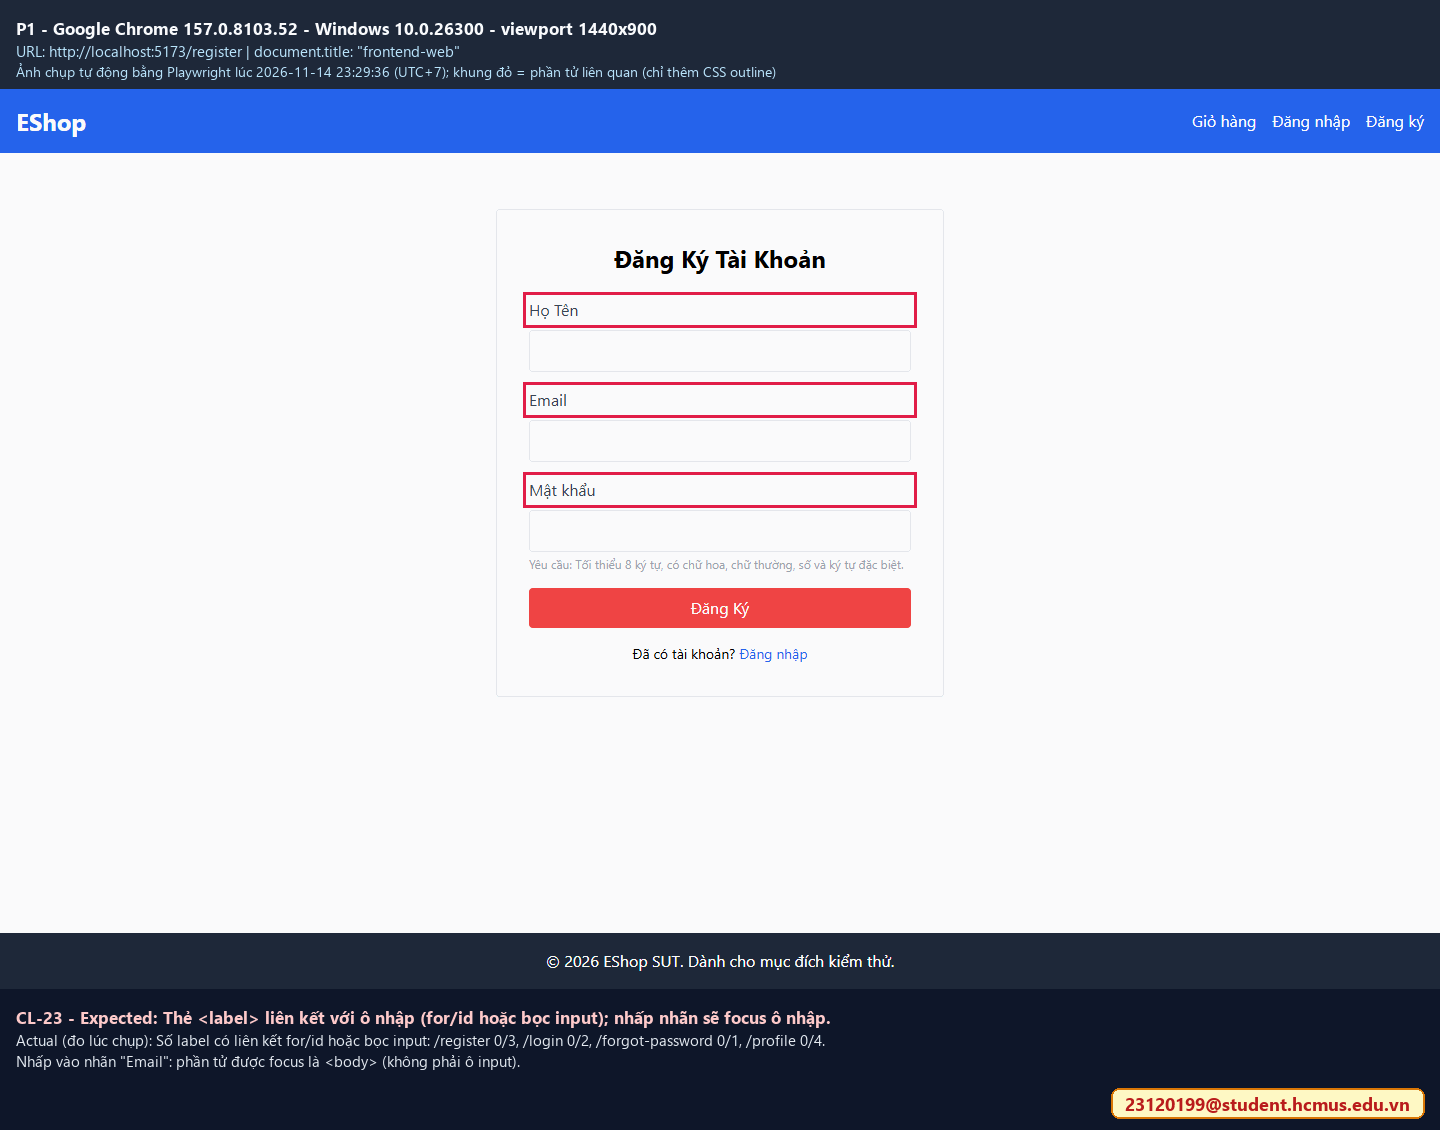 P1 - Google Chrome 157.0.8103.52 - Windows 10.0.26300 - viewport 1440x900
URL: http://localhost:5173/register | document.title: "frontend-web"
Ảnh chụp tự động bằng Playwright lúc 2026-11-14 23:29:36 (UTC+7); khung đỏ = phần tử liên quan (chỉ thêm CSS outline)
EShop
Giỏ hàng Đăng nhập Đăng ký
Đăng Ký Tài Khoản
Họ Tên
Email
Mật khẩu
Yêu cầu: Tối thiểu 8 ký tự, có chữ hoa, chữ thường, số và ký tự đặc biệt.
Đăng Ký
Đã có tài khoản? Đăng nhập
© 2026 EShop SUT. Dành cho mục đích kiểm thử.
CL-23 - Expected: Thẻ <label> liên kết với ô nhập (for/id hoặc bọc input); nhấp nhãn sẽ focus ô nhập.
Actual (đo lúc chụp): Số label có liên kết for/id hoặc bọc input: /register 0/3, /login 0/2, /forgot-password 0/1, /profile 0/4.
Nhấp vào nhãn "Email": phần tử được focus là <body> (không phải ô input).
23120199@student.hcmus.edu.vn